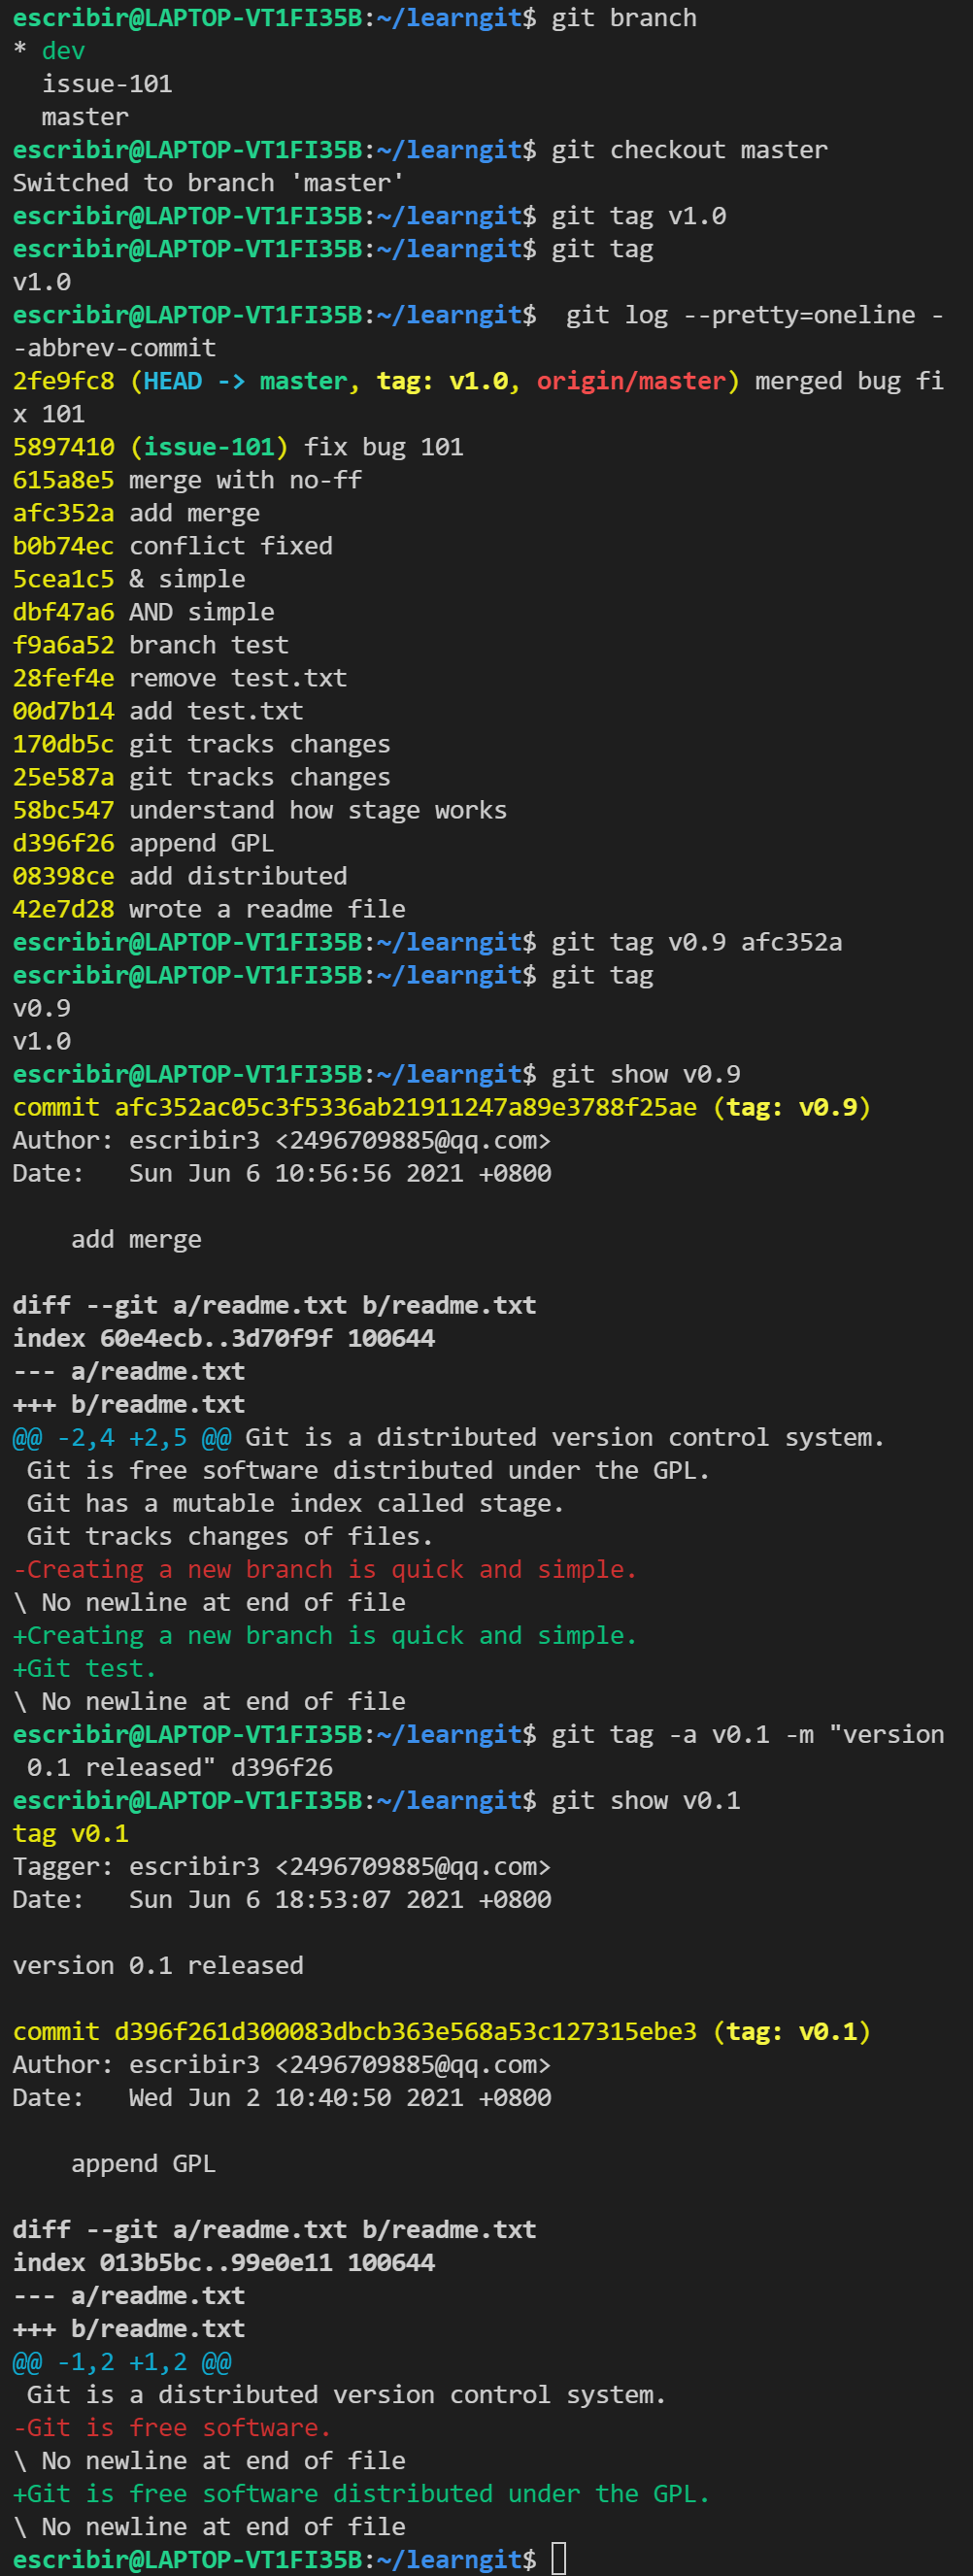 escribir@LAPTOP-VT1FI35B:~/learngit$ git branch
* dev
  issue-101
  master
escribir@LAPTOP-VT1FI35B:~/learngit$ git checkout master
Switched to branch 'master'
escribir@LAPTOP-VT1FI35B:~/learngit$ git tag v1.0
escribir@LAPTOP-VT1FI35B:~/learngit$ git tag
v1.0
escribir@LAPTOP-VT1FI35B:~/learngit$  git log --pretty=oneline -
-abbrev-commit
2fe9fc8 (HEAD -> master, tag: v1.0, origin/master) merged bug fi
x 101
5897410 (issue-101) fix bug 101
615a8e5 merge with no-ff
afc352a add merge
b0b74ec conflict fixed
5cea1c5 & simple
dbf47a6 AND simple
f9a6a52 branch test
28fef4e remove test.txt
00d7b14 add test.txt
170db5c git tracks changes
25e587a git tracks changes
58bc547 understand how stage works
d396f26 append GPL
08398ce add distributed
42e7d28 wrote a readme file
escribir@LAPTOP-VT1FI35B:~/learngit$ git tag v0.9 afc352a
escribir@LAPTOP-VT1FI35B:~/learngit$ git tag
v0.9
v1.0
escribir@LAPTOP-VT1FI35B:~/learngit$ git show v0.9
commit afc352ac05c3f5336ab21911247a89e3788f25ae (tag: v0.9)
Author: escribir3 <2496709885@qq.com>
Date:   Sun Jun 6 10:56:56 2021 +0800

    add merge

diff --git a/readme.txt b/readme.txt
index 60e4ecb..3d70f9f 100644
--- a/readme.txt
+++ b/readme.txt
@@ -2,4 +2,5 @@ Git is a distributed version control system.
 Git is free software distributed under the GPL.
 Git has a mutable index called stage.
 Git tracks changes of files.
-Creating a new branch is quick and simple.
\ No newline at end of file
+Creating a new branch is quick and simple.
+Git test.
\ No newline at end of file
escribir@LAPTOP-VT1FI35B:~/learngit$ git tag -a v0.1 -m "version
 0.1 released" d396f26
escribir@LAPTOP-VT1FI35B:~/learngit$ git show v0.1
tag v0.1
Tagger: escribir3 <2496709885@qq.com>
Date:   Sun Jun 6 18:53:07 2021 +0800

version 0.1 released

commit d396f261d300083dbcb363e568a53c127315ebe3 (tag: v0.1)
Author: escribir3 <2496709885@qq.com>
Date:   Wed Jun 2 10:40:50 2021 +0800

    append GPL

diff --git a/readme.txt b/readme.txt
index 013b5bc..99e0e11 100644
--- a/readme.txt
+++ b/readme.txt
@@ -1,2 +1,2 @@
 Git is a distributed version control system.
-Git is free software.
\ No newline at end of file
+Git is free software distributed under the GPL.
\ No newline at end of file
escribir@LAPTOP-VT1FI35B:~/learngit$